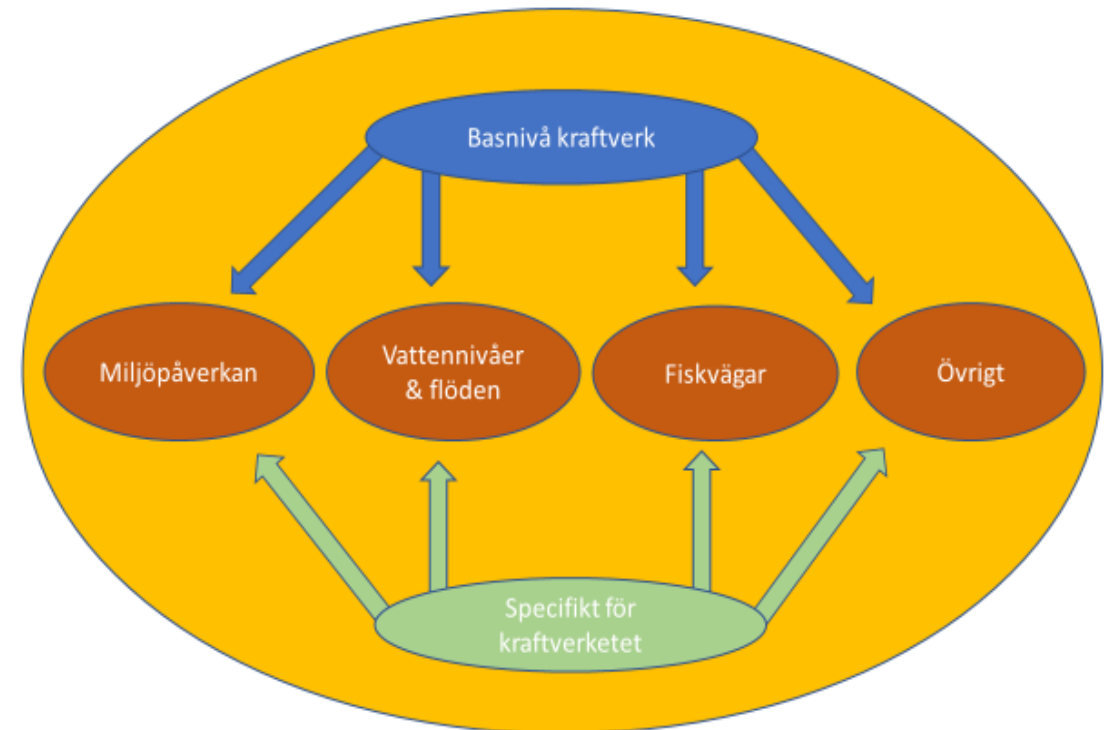 Basnivå kraftverk
Miljöpåverkan
Vattennivåer
& flöden
Fiskvägar
Övrigt
Specifikt för
kraftverketet